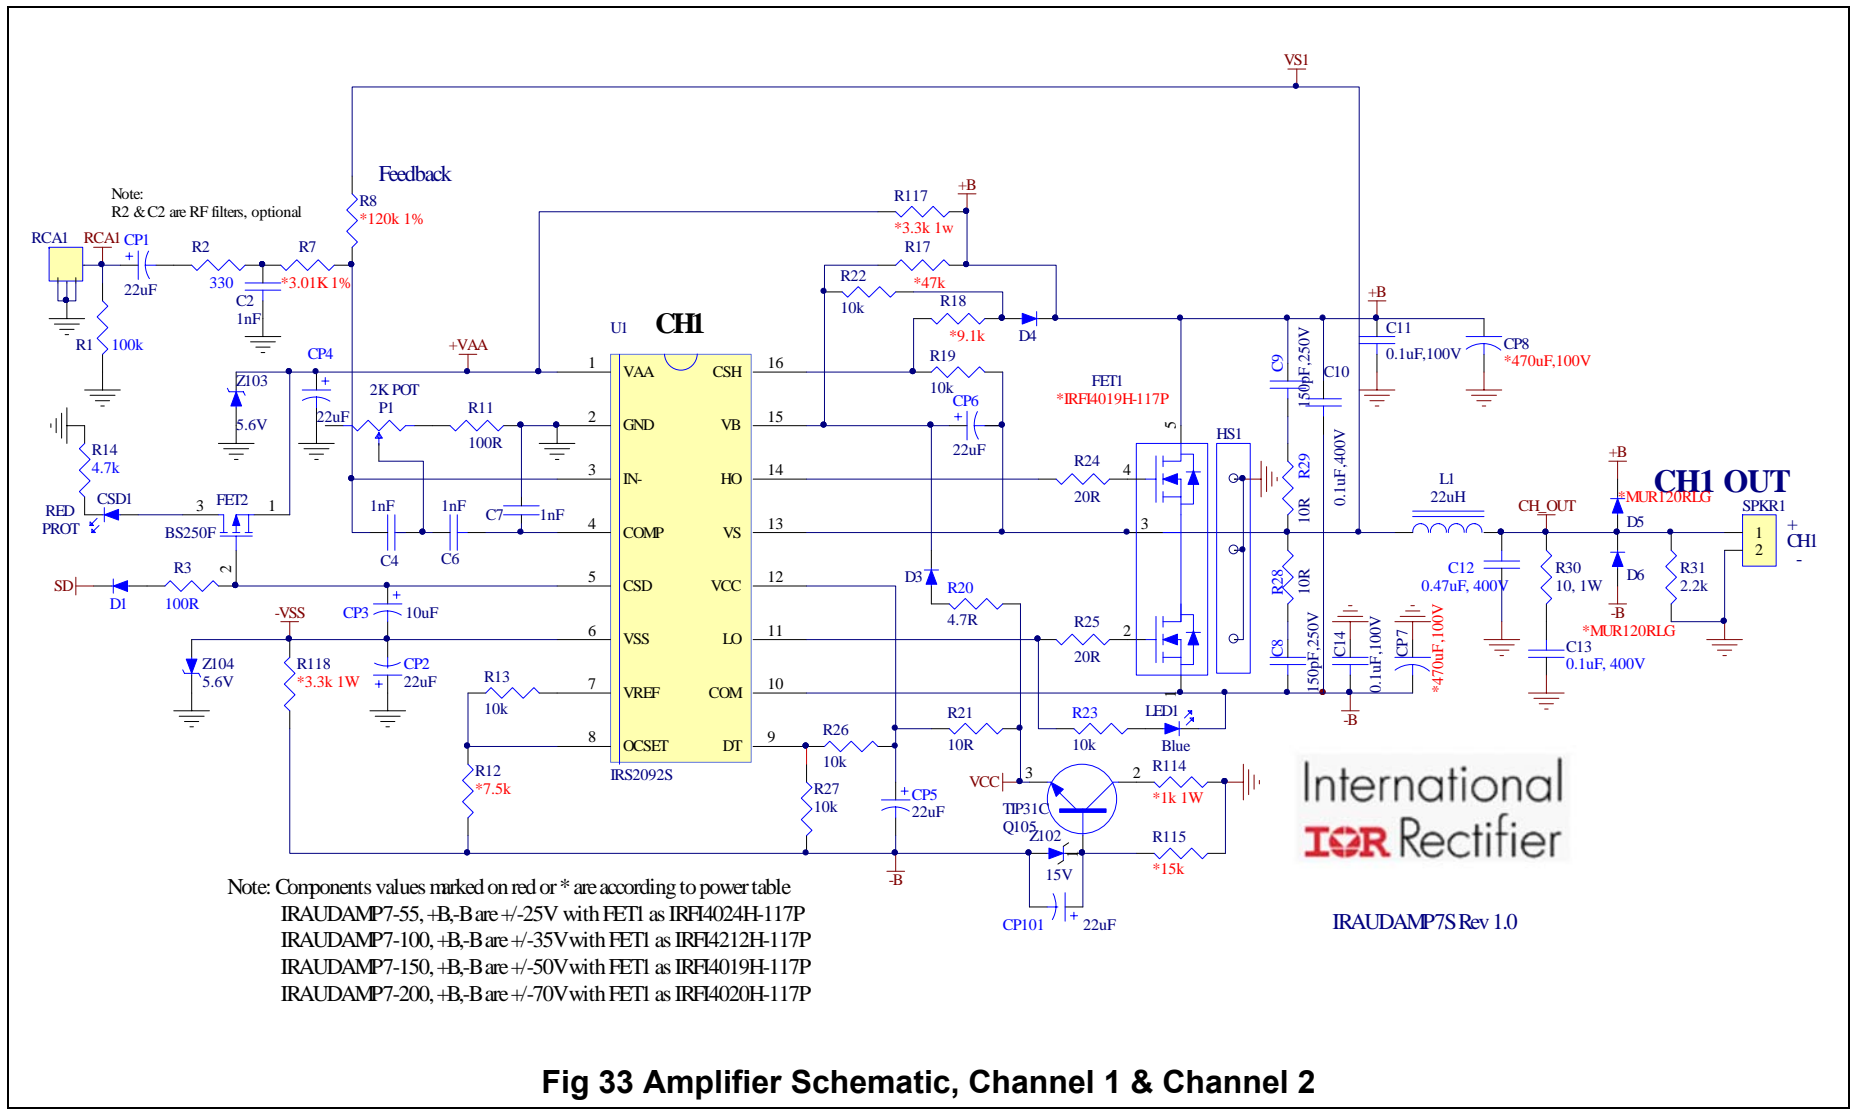 VS1
Feedback
Note:
R2 & C2 are RF filters, optional
R8
*120k 1%
R117
*3.3k 1w
+B
RCA1
RCA1
CP1
+
22uF
R2
330
R7
*3.01K 1%
C2
1nF
R1
100k
R17
*47k
R22
10k
R18
*9.1k
D4
+B
C11
0.1uF,100V
CP8
*470uF,100V
U1
CH1
+VAA
CP4
+
22uF
Z103
5.6V
2K POT
P1
R11
100R
1
VAA
CSH
16
2
GND
VB
15
3
IN-
HO
14
4
COMP
VS
13
5
CSD
VCC
12
6
VSS
LO
11
7
VREF
COM
10
8
OCSET
DT
9
IRS2092S
R19
10k
CP6
+
22uF
FET1
*IRFI4019H-117P
5
HS1
C9
150pF,250V
C10
0.1uF,400V
R14
4.7k
CSD1
RED
PROT
3
FET2
1
BS250F
2
1nF
C4
1nF
C6
C7
1nF
R24
20R
4
3
R29
10R
L1
22uH
CH_OUT
+B
CH1 OUT
*MUR120RLG
D5
SPKR1
1
2
+
CH1
-
SD
D1
R3
100R
CP3
+
10uF
D3
R20
4.7R
R28
10R
C12
0.47uF, 400V
R30
10, 1W
D6
-B
*MUR120RLG
R31
2.2k
-VSS
Z104
5.6V
R118
*3.3k 1W
CP2
+
22uF
R25
20R
2
1
C8
150pF,250V
C14
0.1uF,100V
CP7
*470uF,100V
C13
0.1uF, 400V
R13
10k
R12
*7.5k
R26
10k
R27
10k
R21
10R
R23
10k
LED1
Blue
-B
CP5
+
22uF
VCC
3
2
TIP31C
Q105
R114
*1k 1W
R115
*15k
Z102
1
15V
CP101
+
22uF
-B
International
IOR Rectifier
IRAUDAMP7S Rev 1.0
Note: Components values marked on red or * are according to power table
IRAUDAMP7-55, +B,-B are +/-25V with FET1 as IRFI4024H-117P
IRAUDAMP7-100, +B,-B are +/-35V with FET1 as IRFI4212H-117P
IRAUDAMP7-150, +B,-B are +/-50V with FET1 as IRFI4019H-117P
IRAUDAMP7-200, +B,-B are +/-70V with FET1 as IRFI4020H-117P
Fig 33 Amplifier Schematic, Channel 1 & Channel 2